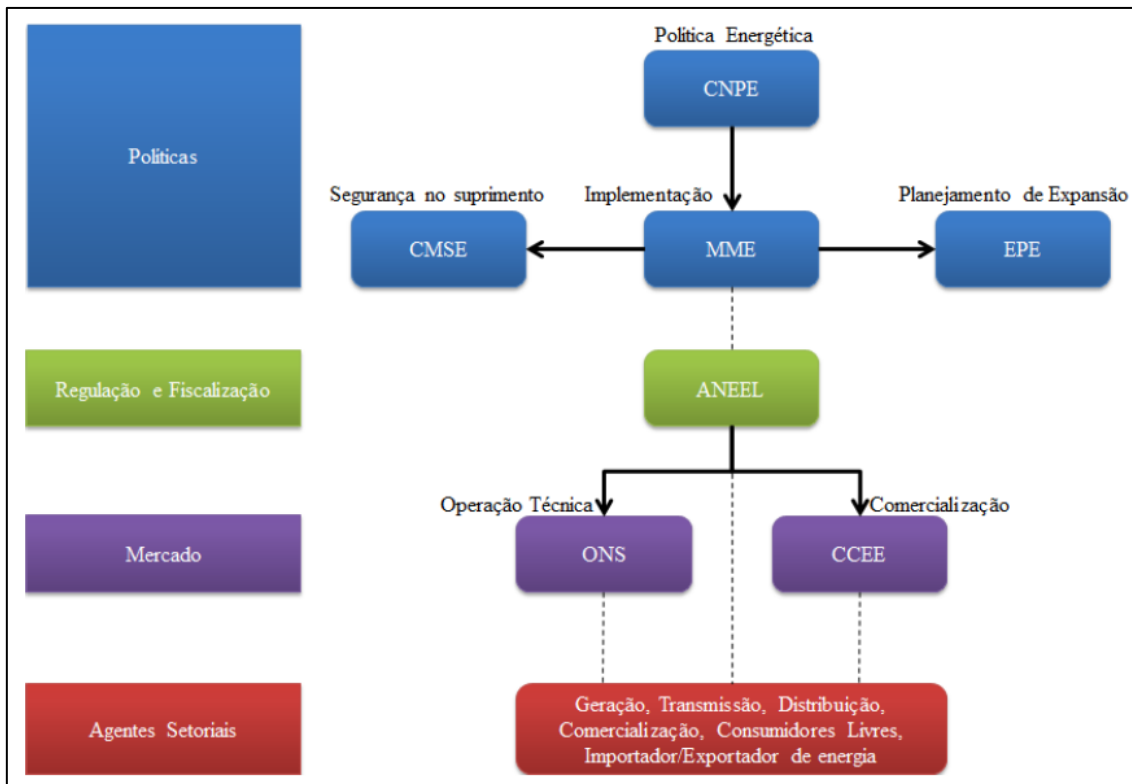 Política Energética
CNPE
Políticas
Segurança no suprimento
Implementação
Planejamento de Expansão
CMSE
MME
EPE
Regulação e Fiscalização
ANEEL
Operação Técnica
Comercialização
Mercado
ONS
CCEE
Agentes Setoriais
Geração, Transmissão, Distribuição,
Comercialização, Consumidores Livres,
Importador/Exportador de energia